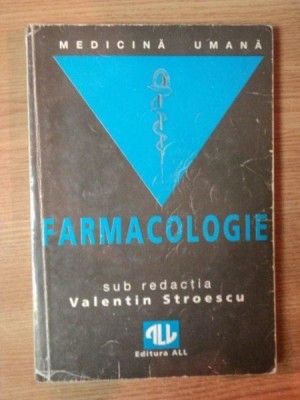 MEDICINĂ UMANĂ
FARMACOLOGIE
sub redactia
Valentin Stroescu
ALL
Editura ALL